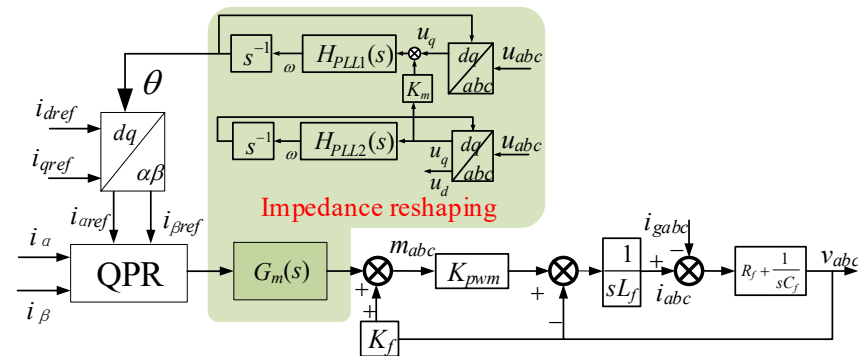 s⁻¹ ω H_PLL1(s) u_q dq abc u_abc
θ K_m
i_dref dq s⁻¹ ω H_PLL2(s) u_q dq abc u_abc
i_qref αβ u_d
i_αref i_βref Impedance reshaping i_gabc
i_α QPR G_m(s) m_abc K_pwm 1/sL_f i_abc R_f + 1/sC_f v_abc
i_β + + + − + −
K_f